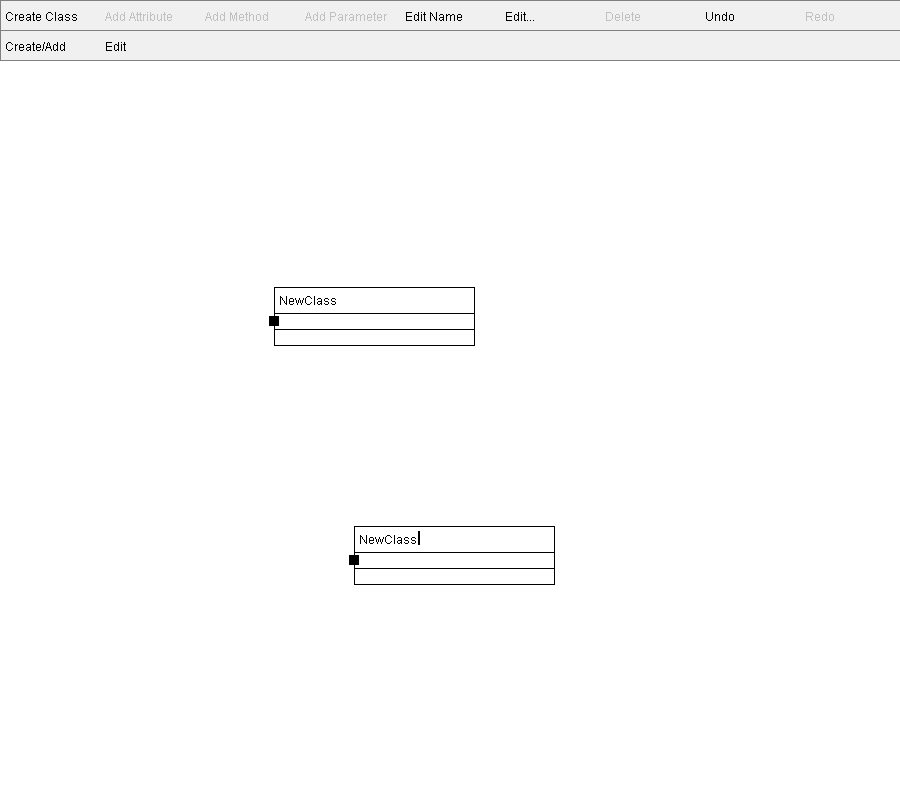 Create Class Add Attribute Add Method Add Parameter Edit Name Edit... Delete Undo Redo
Create/Add Edit
NewClass
NewClass